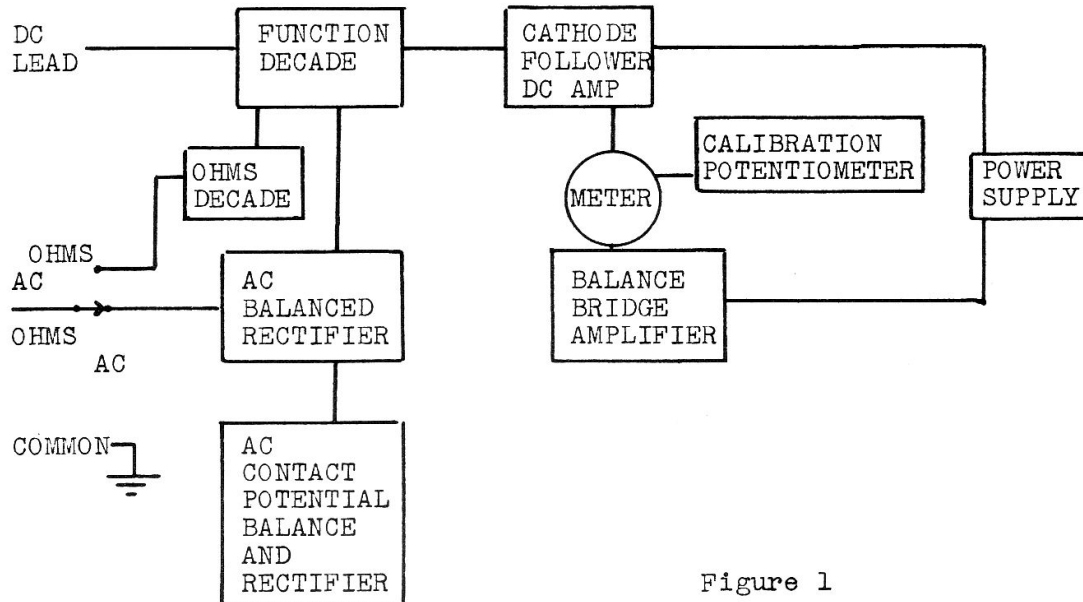 DC
LEAD
FUNCTION
DECADE
CATHODE
FOLLOWER
DC AMP
OHMS
DECADE
METER
CALIBRATION
POTENTIOMETER
POWER
SUPPLY
OHMS
AC
OHMS
AC
AC
BALANCED
RECTIFIER
BALANCE
BRIDGE
AMPLIFIER
COMMON
AC
CONTACT
POTENTIAL
BALANCE
AND
RECTIFIER
Figure 1